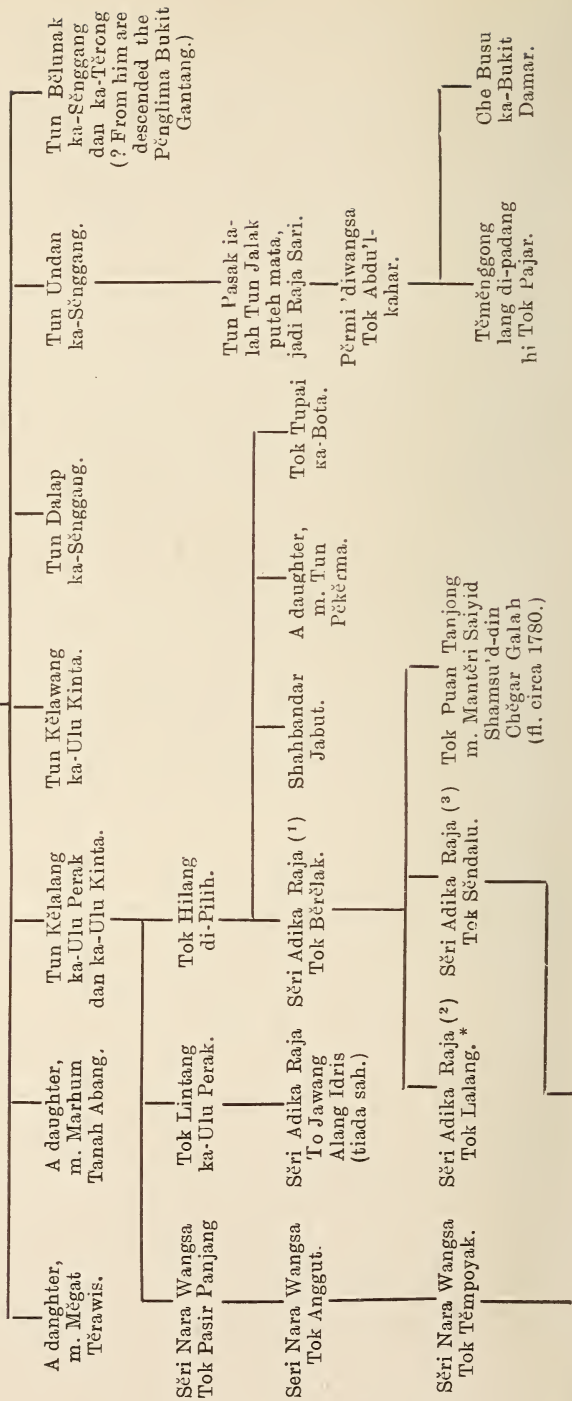 A danghter,
m. Mĕgat
Tĕrawis.
A daughter,
m. Marhum
Tanah Abang.
Tun Kĕlalang
ka-Ulu Perak
dan ka-Ulu Kinta.
Tun Kĕlawang
ka-Ulu Kinta.
Tun Dalap
ka-Sĕnggang.
Tun Undan
ka-Sĕnggang.
Tun Bĕlunak
ka-Sĕnggang
dan ka-Tĕrong
(? From him are
descended the
Pĕnglima Bukit
Gantang.)
Sĕri Nara Wangsa
Tok Pasir Panjang
Tok Lintang
ka-Ulu Perak.
Tok Hilang
di-Pilih.
Tun Pasak ia-
lah Tun Jalak
puteh mata,
jadi Raja Sari.
Seri Nara Wangsa
Tok Anggut.
Sĕri Adika Raja
To Jawang
Alang Idris
(tiada sah.)
Sĕri Adika Raja (1)
Tok Bĕrĕlak.
Shahbandar
Jabut.
A daughter,
m. Tun
Pĕkĕrma.
Tok Tupai
ka-Bota.
Pĕrmi 'diwangsa
Tok Abdu'l-
kahar.
Sĕri Nara Wangsa
Tok Tĕmpoyak.
Sĕri Adika Raja (2)
Tok Lalang. *
Sĕri Adika Raja (3)
Tok Sĕndalu.
Tok Puan Tanjong
m. Mantĕri Saiyid
Shamsu'd-din
Chĕgar Galah
(fl. circa 1780.)
Tĕmĕnggong
lang di-padang
hi Tok Pajar.
Che Busu
ka-Bukit
Damar.